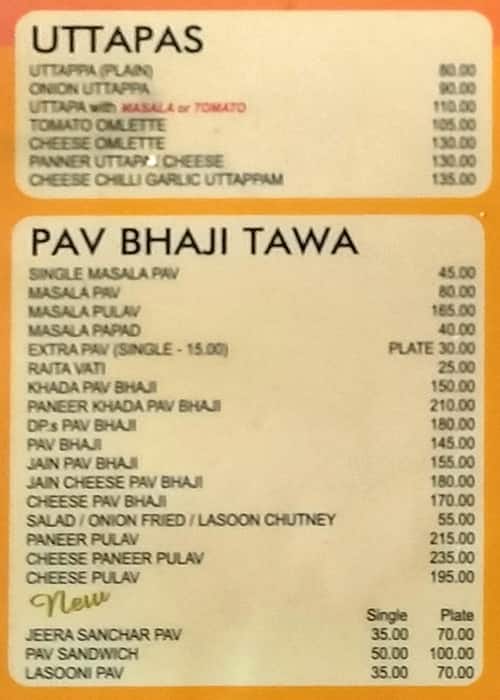 UTTAPAS
UTTAPPA (PLAIN) 80.00
ONION UTTAPPA 90.00
UTTAPA with MASALA or TOMATO 110.00
TOMATO OMLETTE 105.00
CHEESE OMLETTE 130.00
PANNER UTTAPA/ CHEESE 130.00
CHEESE CHILLI GARLIC UTTAPPAM 135.00
PAV BHAJI TAWA
SINGLE MASALA PAV 45.00
MASALA PAV 80.00
MASALA PULAV 165.00
MASALA PAPAD 40.00
EXTRA PAV (SINGLE - 15.00) PLATE 30.00
RAITA VATI 25.00
KHADA PAV BHAJI 150.00
PANEER KHADA PAV BHAJI 210.00
DP.s PAV BHAJI 180.00
PAV BHAJI 145.00
JAIN PAV BHAJI 155.00
JAIN CHEESE PAV BHAJI 180.00
CHEESE PAV BHAJI 170.00
SALAD / ONION FRIED / LASOON CHUTNEY 55.00
PANEER PULAV 215.00
CHEESE PANEER PULAV 235.00
CHEESE PULAV 195.00
New
Single Plate
JEERA SANCHAR PAV 35.00 70.00
PAV SANDWICH 50.00 100.00
LASOONI PAV 35.00 70.00